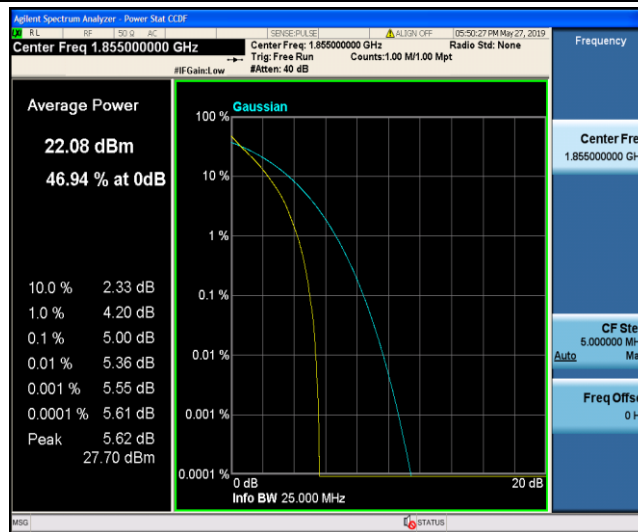 Agilent Spectrum Analyzer - Power Stat CCDF
RL RF 50 Ω AC SENSE:PULSE ALIGN OFF 05:50:27 PM May 27, 2019
Center Freq 1.855000000 GHz
Center Freq: 1.855000000 GHz Radio Std: None
Trig: Free Run Counts:1.00 M/1.00 Mpt
#IFGain:Low #Atten: 40 dB
Frequency
Average Power
22.08 dBm
46.94 % at 0dB
10.0 % 2.33 dB
1.0 % 4.20 dB
0.1 % 5.00 dB
0.01 % 5.36 dB
0.001 % 5.55 dB
0.0001 % 5.61 dB
Peak 5.62 dB
27.70 dBm
Gaussian
100 %
10 %
1 %
0.1 %
0.01 %
0.001 %
0.0001 %
0 dB 20 dB
Info BW 25.000 MHz
Center Fre
1.855000000 GH
CF Ste
5.000000 MH
Auto Ma
Freq Offse
0 H
MSG STATUS